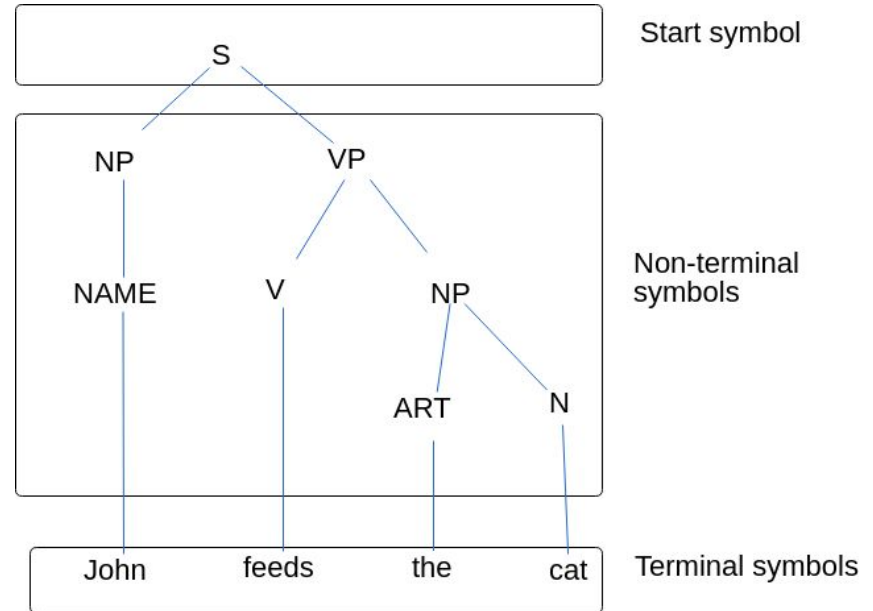 S
Start symbol
NP
VP
NAME
V
NP
Non-terminal
symbols
ART
N
John
feeds
the
cat
Terminal symbols